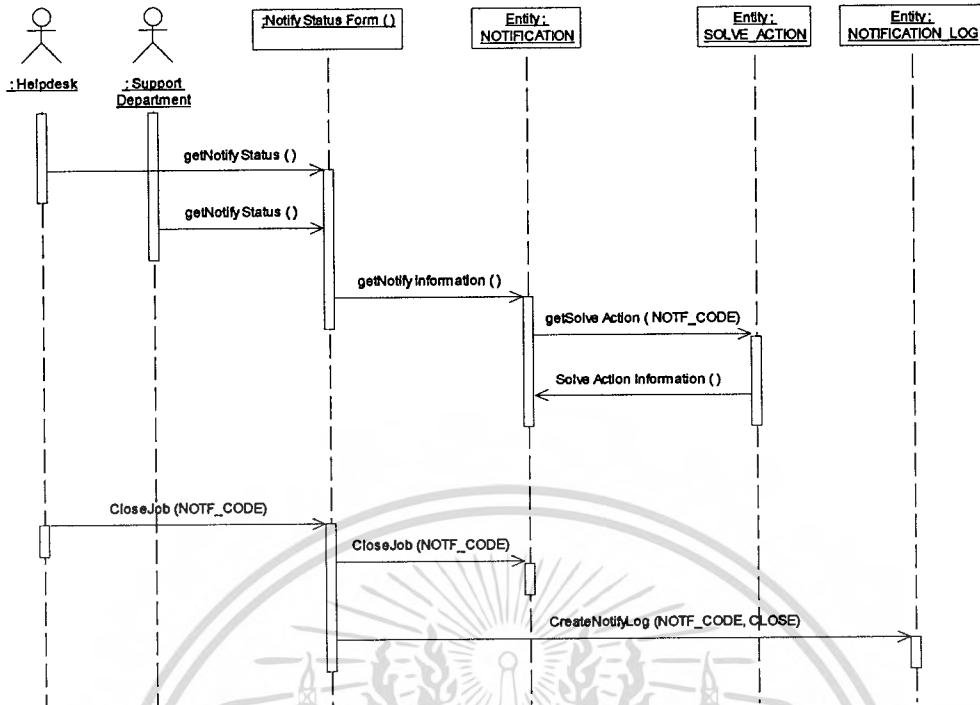 :Notify Status Form ()
Entity:
NOTIFICATION
Entity:
SOLVE_ACTION
Entity:
NOTIFICATION_LOG
:Helpdesk
:Support
Department
getNotify Status ()
getNotify Status ()
getNotify Information ()
getSolve Action ( NOTF_CODE)
Solve Action Information ()
CloseJob (NOTF_CODE)
CloseJob (NOTF_CODE)
CreateNotifyLog (NOTF_CODE, CLOSE)